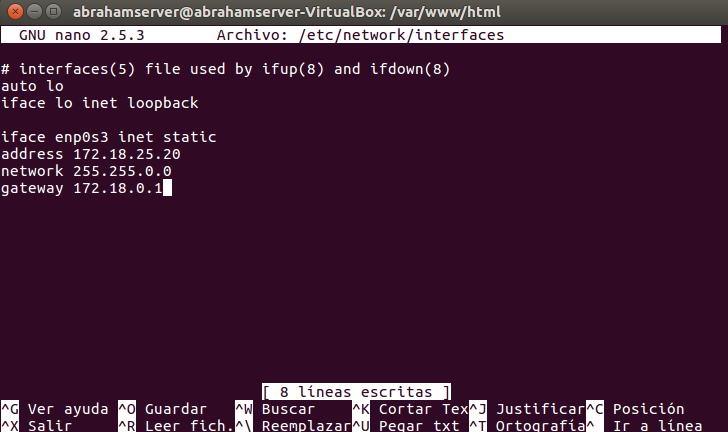 abrahamserver@abrahamserver-VirtualBox: /var/www/html
GNU nano 2.5.3 Archivo: /etc/network/interfaces
# interfaces(5) file used by ifup(8) and ifdown(8)
auto lo
iface lo inet loopback
iface enp0s3 inet static
address 172.18.25.20
network 255.255.0.0
gateway 172.18.0.1
[ 8 líneas escritas ]
^G Ver ayuda ^O Guardar ^W Buscar ^K Cortar Tex^J Justificar^C Posición
^X Salir ^R Leer fich.^\ Reemplazar^U Pegar txt ^T Ortografía^ Ir a línea